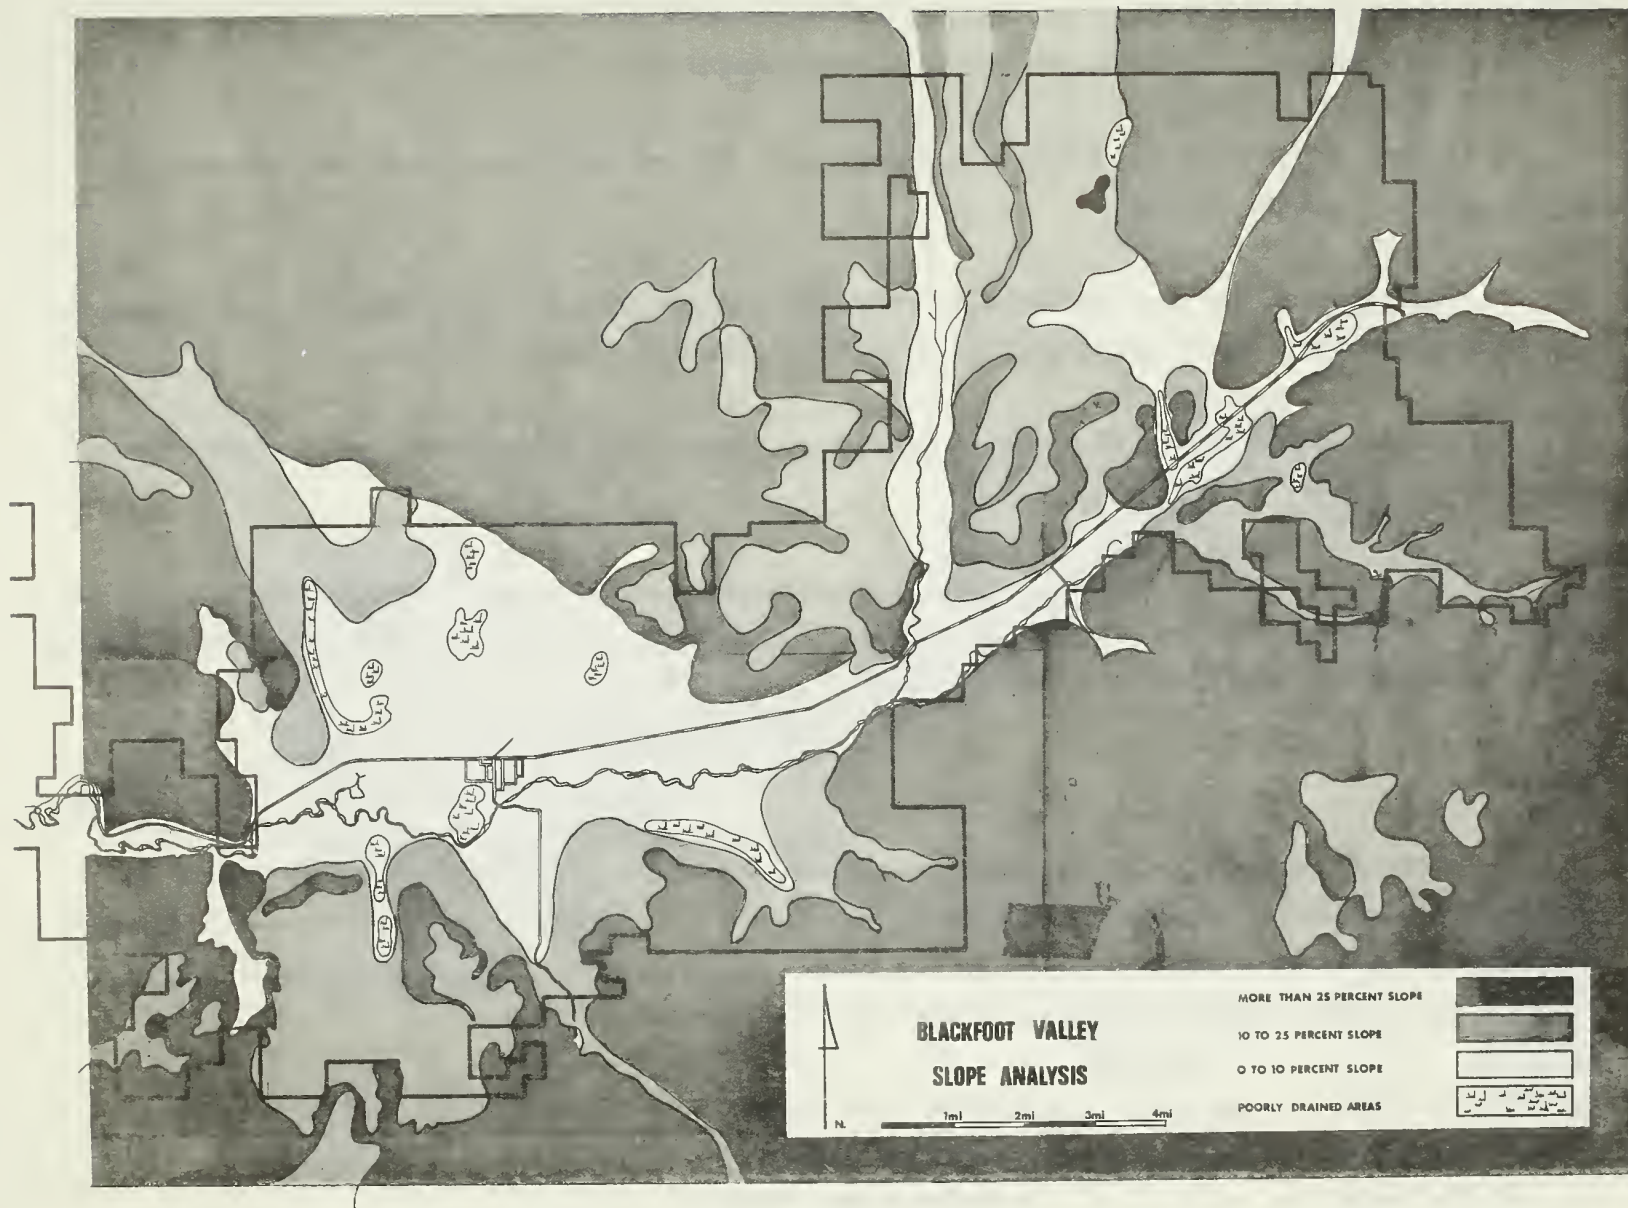 BLACKFOOT VALLEY
SLOPE ANALYSIS
N.
1mi 2mi 3mi 4mi
MORE THAN 25 PERCENT SLOPE
10 TO 25 PERCENT SLOPE
0 TO 10 PERCENT SLOPE
POORLY DRAINED AREAS